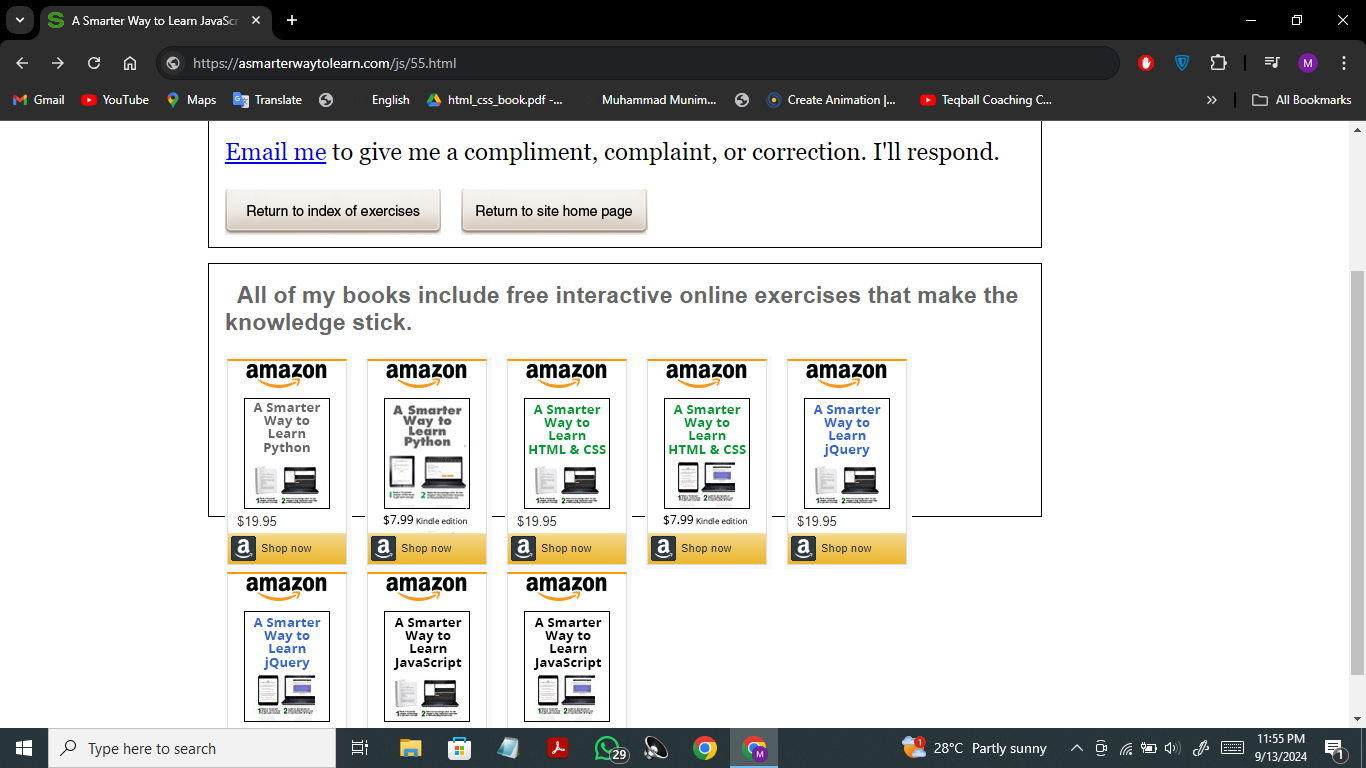 A Smarter Way to Learn JavaSc
https://asmarterwaytolearn.com/js/55.html
M
Gmail
YouTube
Maps
Translate
English
html_css_book.pdf -...
Muhammad Munim...
Create Animation |...
Teqball Coaching C...
All Bookmarks
Email me to give me a compliment, complaint, or correction. I'll respond.
Return to index of exercises
Return to site home page
All of my books include free interactive online exercises that make the
knowledge stick.
amazon
A Smarter
Way to
Learn
Python
$19.95
Shop now
amazon
A Smarter
Way to
Learn
Python
$7.99 Kindle edition
Shop now
amazon
A Smarter
Way to
Learn
HTML & CSS
$19.95
Shop now
amazon
A Smarter
Way to
Learn
HTML & CSS
$7.99 Kindle edition
Shop now
amazon
A Smarter
Way to
Learn
jQuery
$19.95
Shop now
amazon
A Smarter
Way to
Learn
jQuery
amazon
A Smarter
Way to
Learn
JavaScript
amazon
A Smarter
Way to
Learn
JavaScript
Type here to search
29
M
1
28°C Partly sunny
11:55 PM
9/13/2024
1